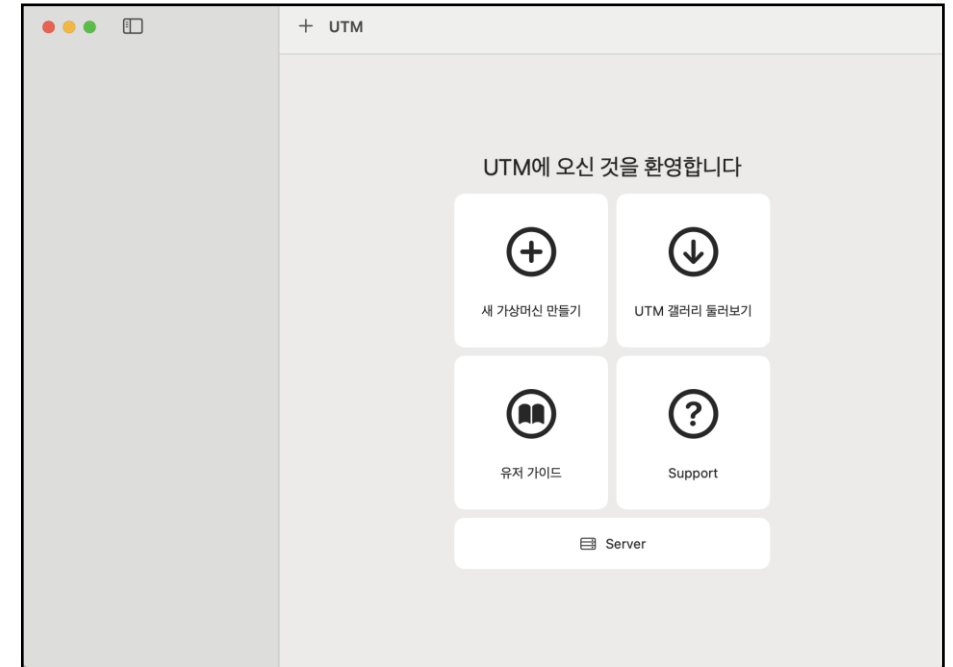 UTM
UTM에 오신 것을 환영합니다
새 가상머신 만들기
UTM 갤러리 둘러보기
유저 가이드
Support
Server